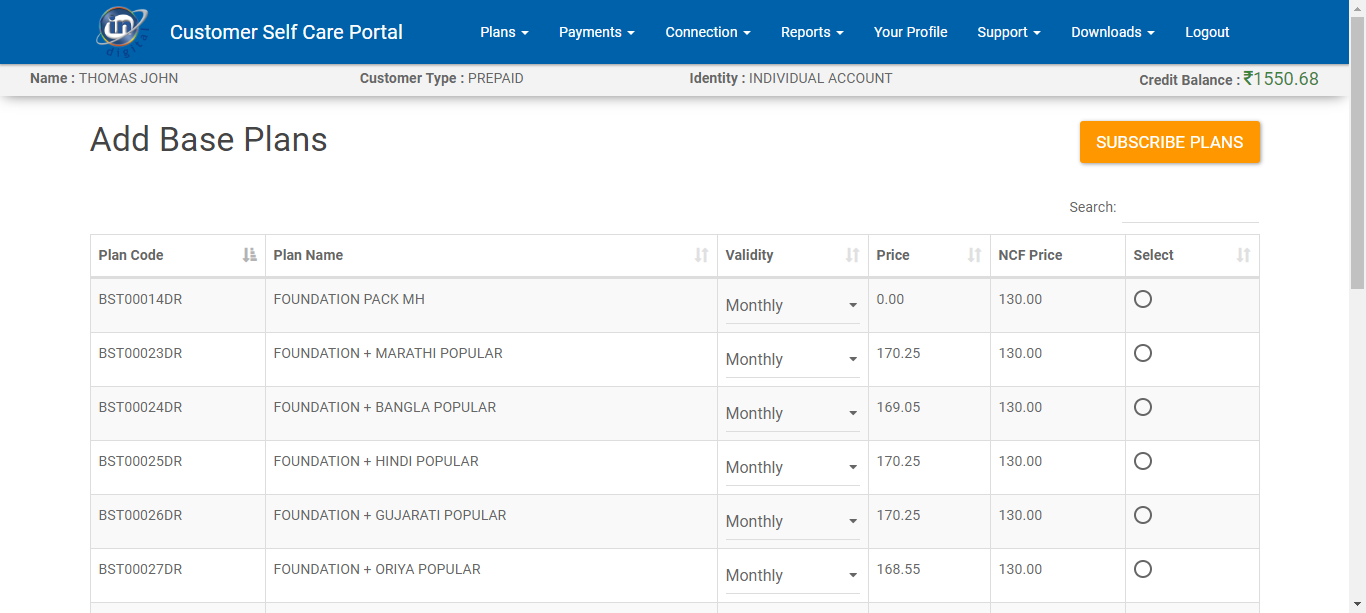 in
digital
Customer Self Care Portal
Plans
Payments
Connection
Reports
Your Profile
Support
Downloads
Logout
Name : THOMAS JOHN
Customer Type : PREPAID
Identity : INDIVIDUAL ACCOUNT
Credit Balance : ₹1550.68
Add Base Plans
SUBSCRIBE PLANS
Search:
Plan Code Plan Name Validity Price NCF Price Select
BST00014DR FOUNDATION PACK MH Monthly 0.00 130.00
BST00023DR FOUNDATION + MARATHI POPULAR Monthly 170.25 130.00
BST00024DR FOUNDATION + BANGLA POPULAR Monthly 169.05 130.00
BST00025DR FOUNDATION + HINDI POPULAR Monthly 170.25 130.00
BST00026DR FOUNDATION + GUJARATI POPULAR Monthly 170.25 130.00
BST00027DR FOUNDATION + ORIYA POPULAR Monthly 168.55 130.00